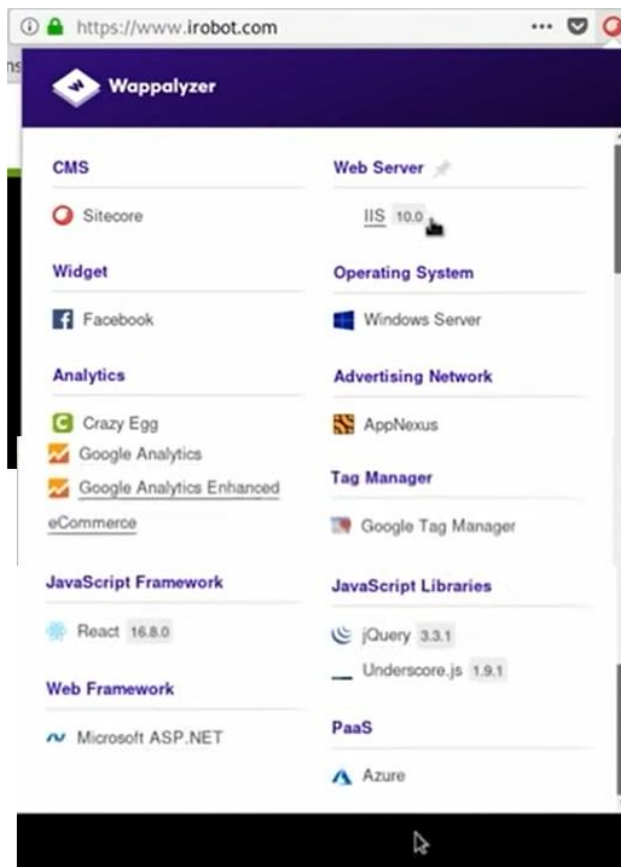 https://www.irobot.com
ns
Wappalyzer
CMS
Sitecore
Widget
Facebook
Analytics
Crazy Egg
Google Analytics
Google Analytics Enhanced
eCommerce
JavaScript Framework
React 16.8.0
Web Framework
Microsoft ASP.NET
Web Server
IIS 10.0
Operating System
Windows Server
Advertising Network
AppNexus
Tag Manager
Google Tag Manager
JavaScript Libraries
jQuery 3.3.1
Underscore.js 1.9.1
PaaS
Azure